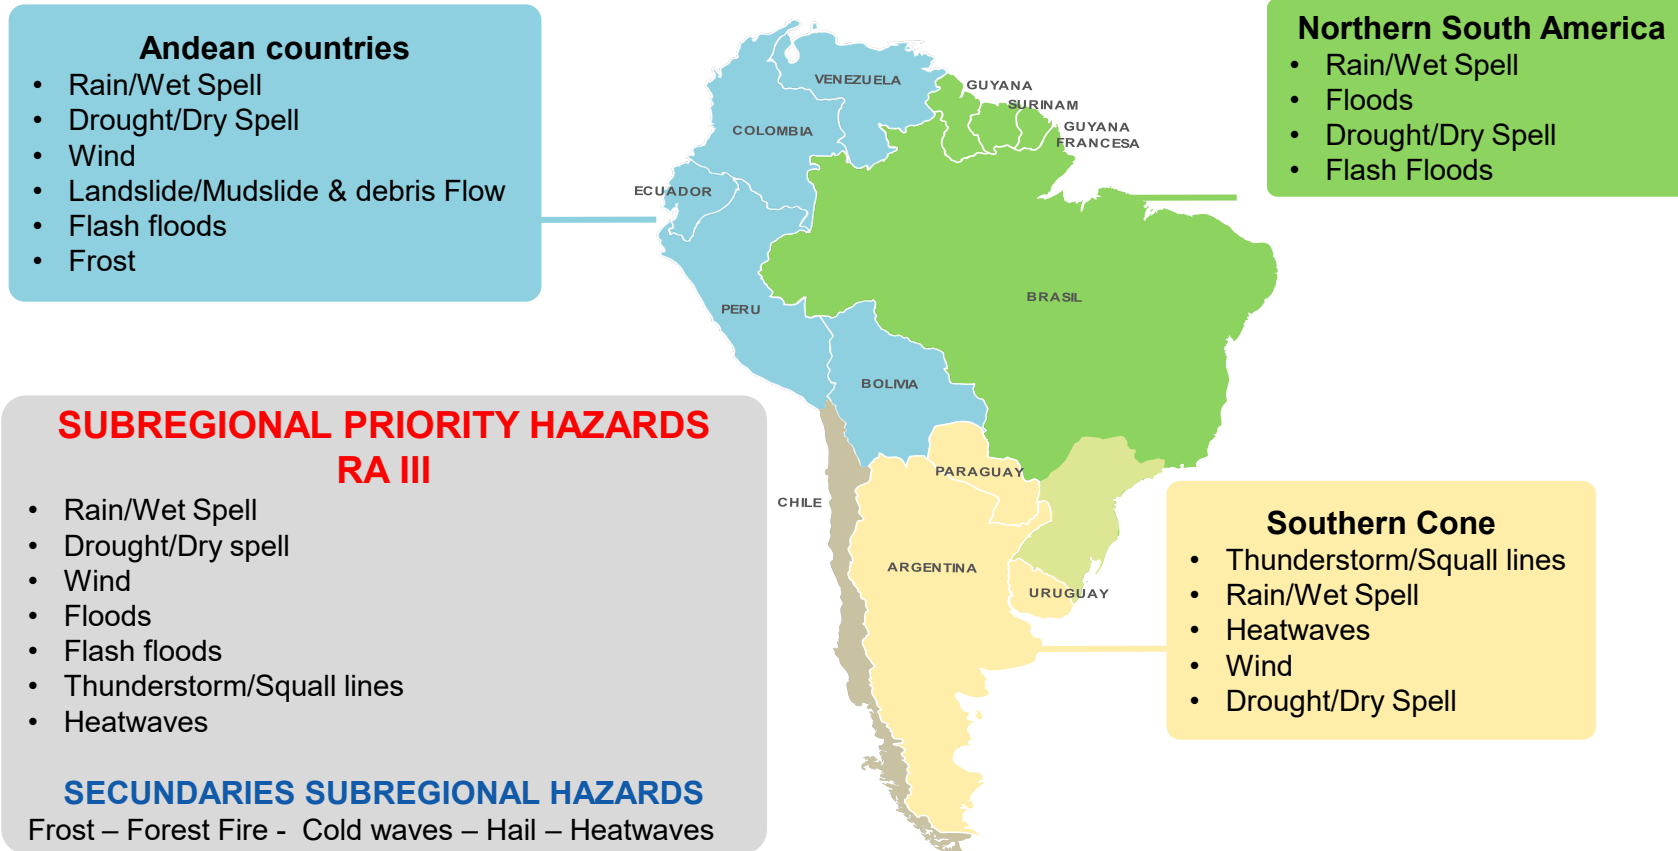 Andean countries
• Rain/Wet Spell
• Drought/Dry Spell
• Wind
• Landslide/Mudslide & debris Flow
• Flash floods
• Frost
Northern South America
• Rain/Wet Spell
• Floods
• Drought/Dry Spell
• Flash Floods
VENEZUELA
GUYANA
SURINAM
GUYANA
FRANCESA
COLOMBIA
ECUADOR
BRASIL
PERU
BOLIVIA
PARAGUAY
CHILE
ARGENTINA
URUGUAY
SUBREGIONAL PRIORITY HAZARDS
RA III
• Rain/Wet Spell
• Drought/Dry spell
• Wind
• Floods
• Flash floods
• Thunderstorm/Squall lines
• Heatwaves
SECUNDARIES SUBREGIONAL HAZARDS
Frost – Forest Fire - Cold waves – Hail – Heatwaves
Southern Cone
• Thunderstorm/Squall lines
• Rain/Wet Spell
• Heatwaves
• Wind
• Drought/Dry Spell